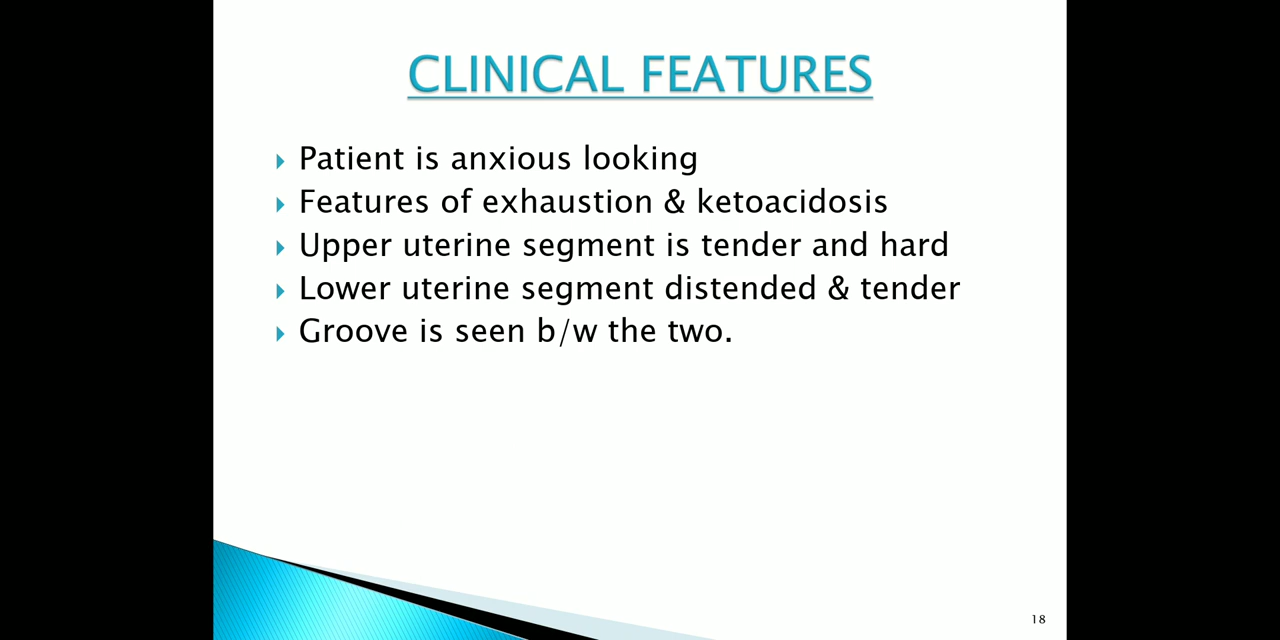 CLINICAL FEATURES
Patient is anxious looking
Features of exhaustion & ketoacidosis
Upper uterine segment is tender and hard
Lower uterine segment distended & tender
Groove is seen b/w the two.
18